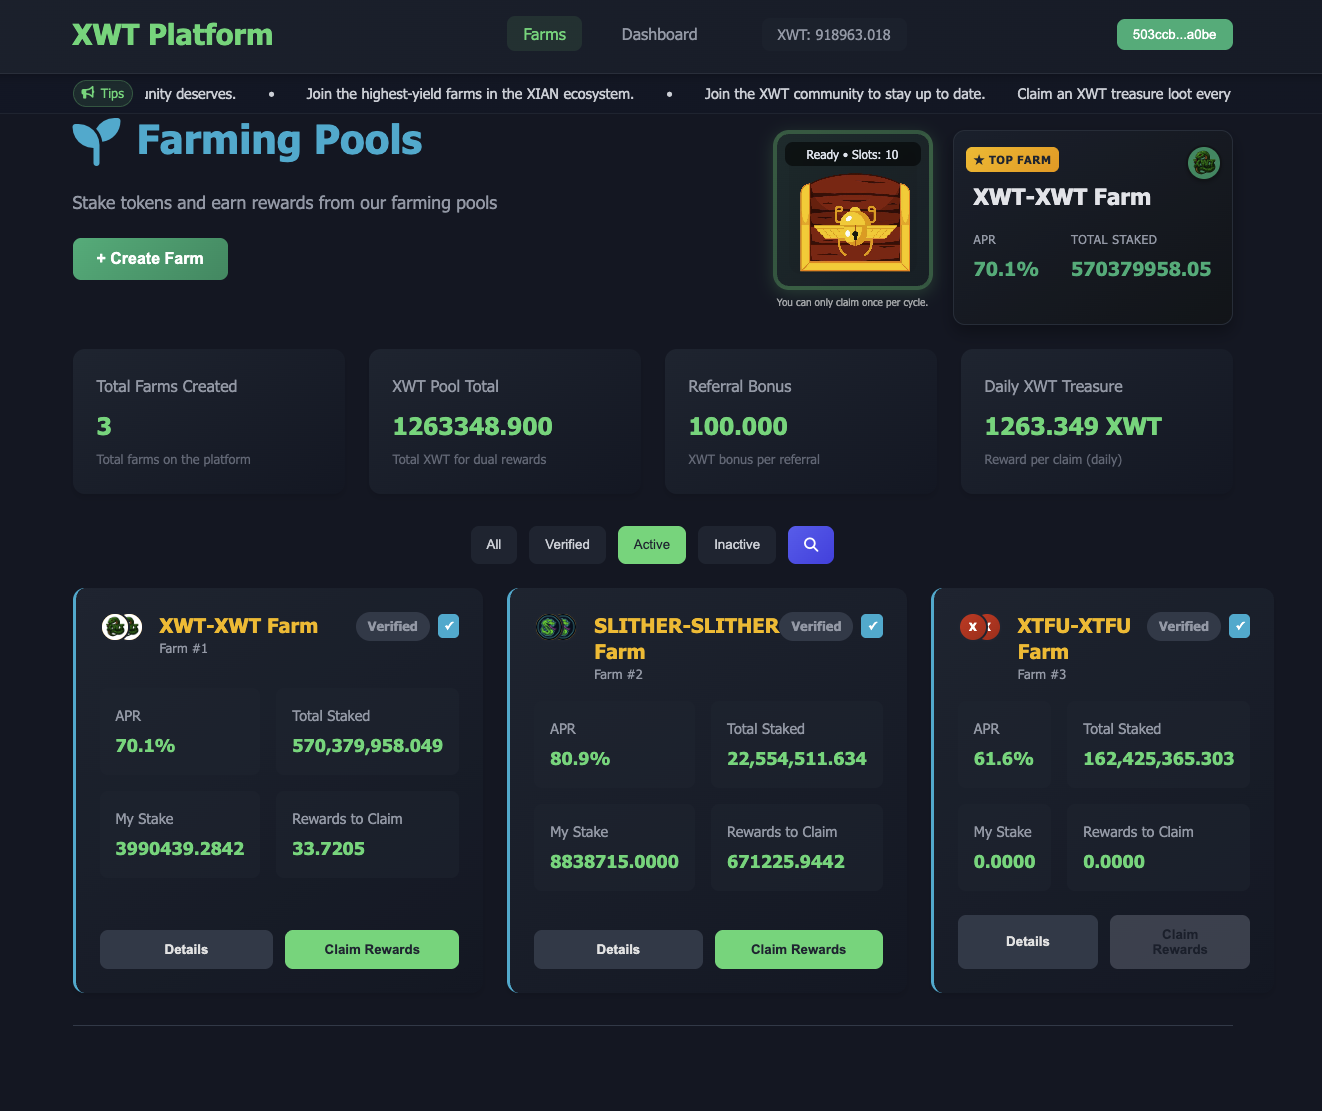 XWT Platform
Farms
Dashboard
XWT: 918963.018
503ccb...a0be
Tips
deserves.
•
Join the highest-yield farms in the XIAN ecosystem.
•
Join the XWT community to stay up to date.
Claim an XWT treasure loot every
Farming Pools
Stake tokens and earn rewards from our farming pools
+ Create Farm
Ready • Slots: 10
You can only claim once per cycle.
★ TOP FARM
XWT-XWT Farm
APR
TOTAL STAKED
70.1%
570379958.05
Total Farms Created
3
Total farms on the platform
XWT Pool Total
1263348.900
Total XWT for dual rewards
Referral Bonus
100.000
XWT bonus per referral
Daily XWT Treasure
1263.349 XWT
Reward per claim (daily)
All
Verified
Active
Inactive
XWT-XWT Farm
Farm #1
Verified
✔
APR
70.1%
Total Staked
570,379,958.049
My Stake
3990439.2842
Rewards to Claim
33.7205
Details
Claim Rewards
SLITHER-SLITHER
Farm
Farm #2
Verified
✔
APR
80.9%
Total Staked
22,554,511.634
My Stake
8838715.0000
Rewards to Claim
671225.9442
Details
Claim Rewards
X
XTFU-XTFU
Farm
Farm #3
Verified
✔
APR
61.6%
Total Staked
162,425,365.303
My Stake
0.0000
Rewards to Claim
0.0000
Details
Claim
Rewards